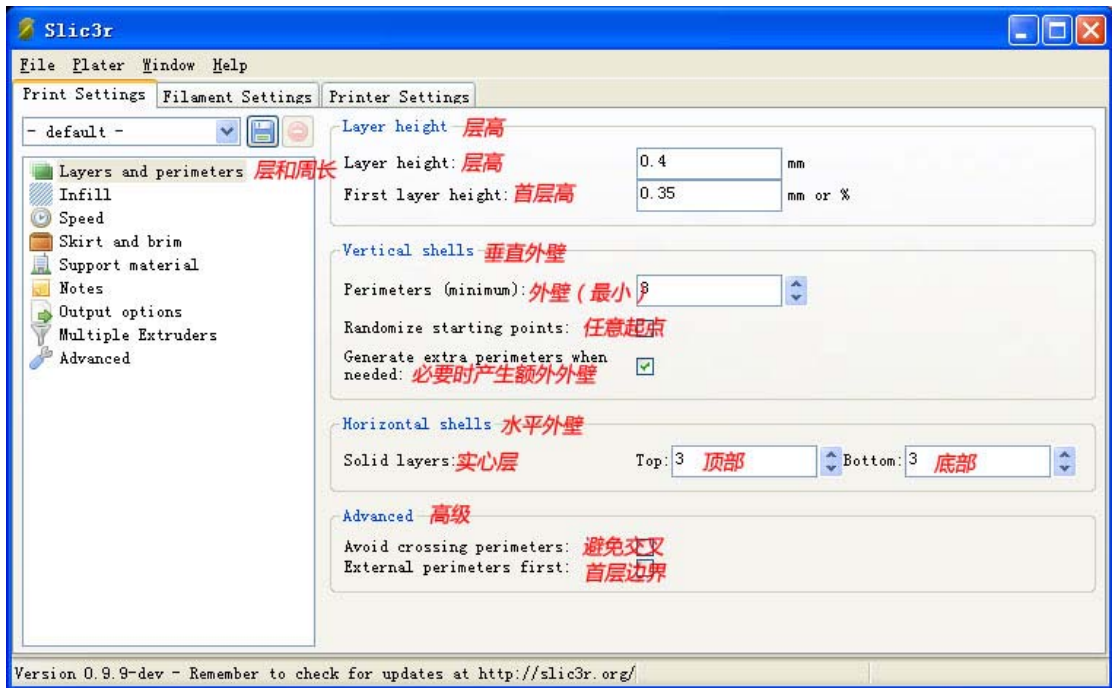 Slic3r
File Plater Window Help
Print Settings Filament Settings Printer Settings
- default -
Layers and perimeters 层和周长
Infill
Speed
Skirt and brim
Support material
Notes
Output options
Multiple Extruders
Advanced
Layer height 层高
Layer height: 层高 0.4 mm
First layer height: 首层高 0.35 mm or %
Vertical shells 垂直外壁
Perimeters (minimum): 外壁（最小） 3
Randomize starting points: 任意起点
Generate extra perimeters when
needed: 必要时产生额外外壁
Horizontal shells 水平外壁
Solid layers: 实心层 Top: 3 顶部 Bottom: 3 底部
Advanced 高级
Avoid crossing perimeters: 避免交叉
External perimeters first: 首层边界
Version 0.9.9-dev - Remember to check for updates at http://slic3r.org/